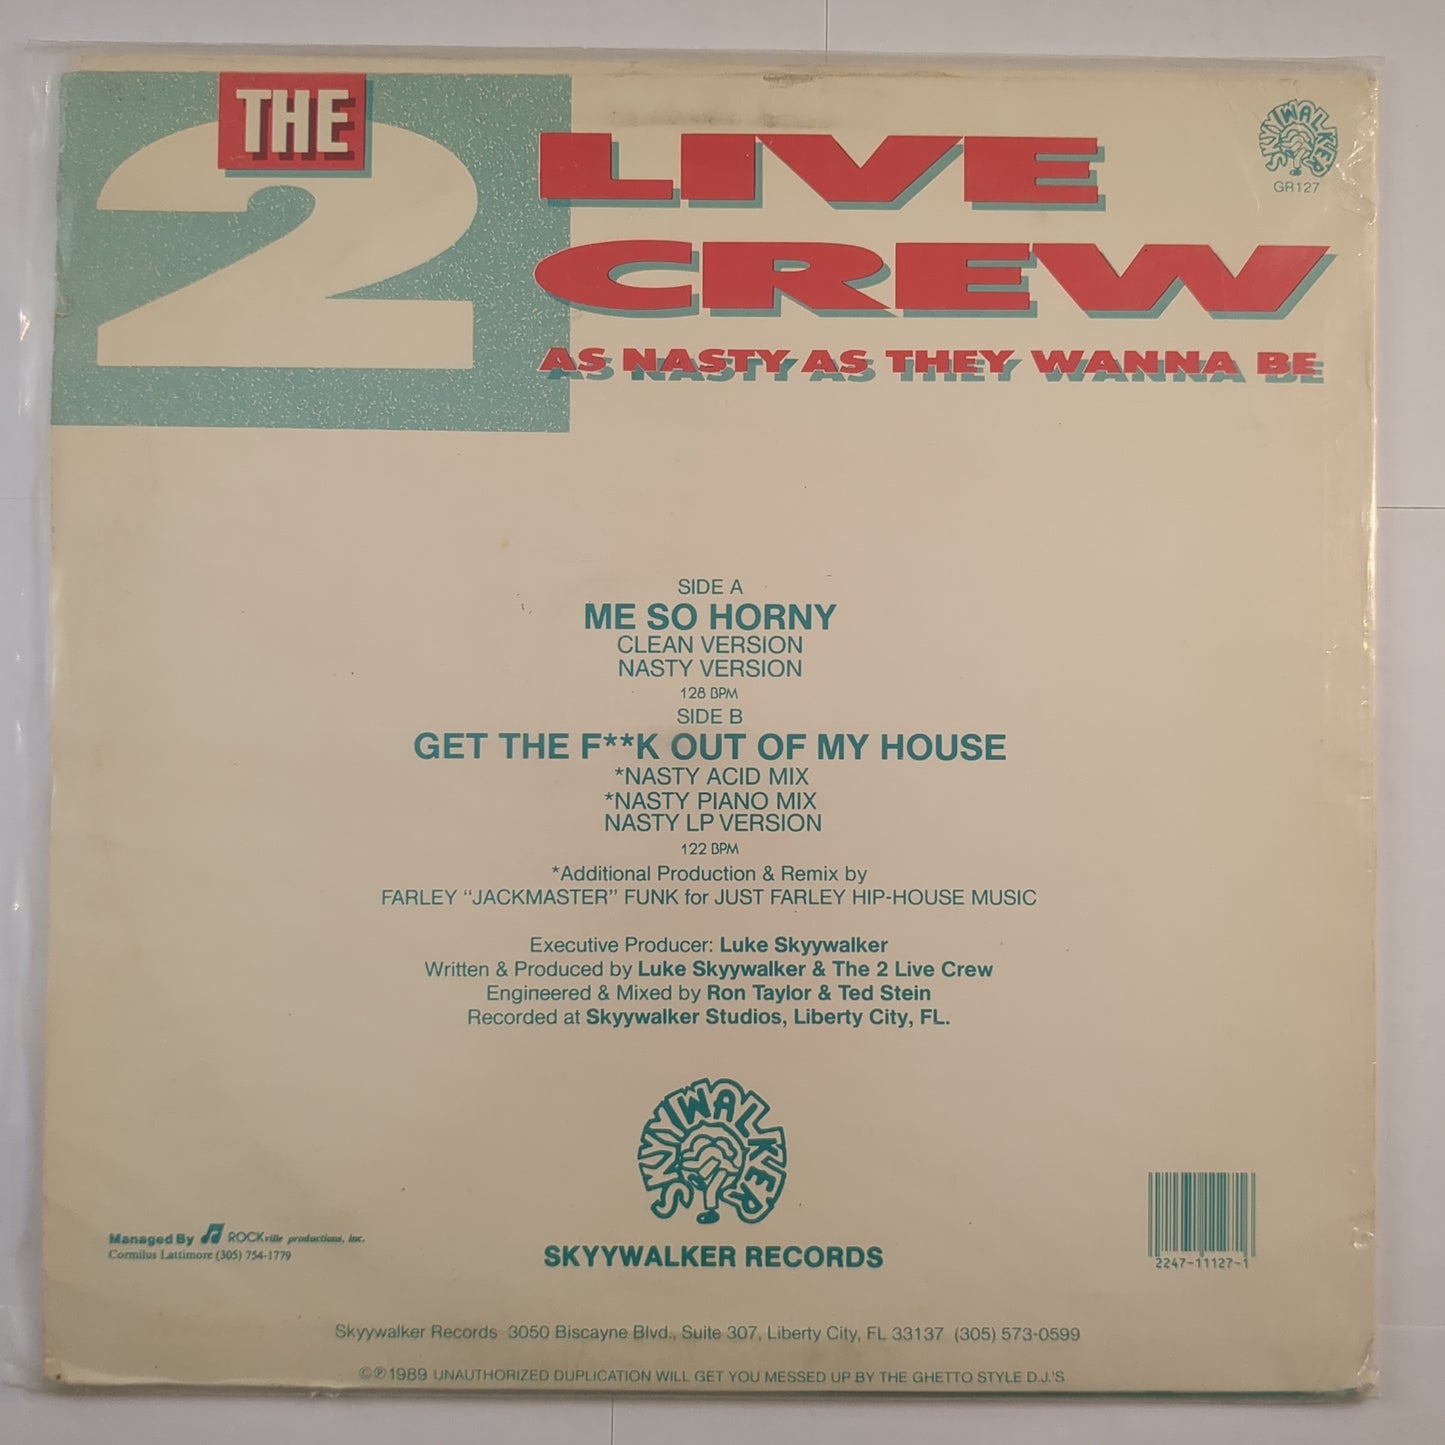 THE
2
LIVE
CREW
AS NASTY AS THEY WANNA BE
SKYYWALKER
GR127
SIDE A
ME SO HORNY
CLEAN VERSION
NASTY VERSION
128 BPM
SIDE B
GET THE F**K OUT OF MY HOUSE
*NASTY ACID MIX
*NASTY PIANO MIX
NASTY LP VERSION
122 BPM
*Additional Production & Remix by
FARLEY "JACKMASTER" FUNK for JUST FARLEY HIP-HOUSE MUSIC
Executive Producer: Luke Skyywalker
Written & Produced by Luke Skyywalker & The 2 Live Crew
Engineered & Mixed by Ron Taylor & Ted Stein
Recorded at Skyywalker Studios, Liberty City, FL.
SKYYWALKER
Managed By ROCKville productions, inc.
Cormilus Lattimore (305) 754-1779
SKYYWALKER RECORDS
2247-11127-1
Skyywalker Records 3050 Biscayne Blvd., Suite 307, Liberty City, FL 33137 (305) 573-0599
©℗1989 UNAUTHORIZED DUPLICATION WILL GET YOU MESSED UP BY THE GHETTO STYLE D.J.'S